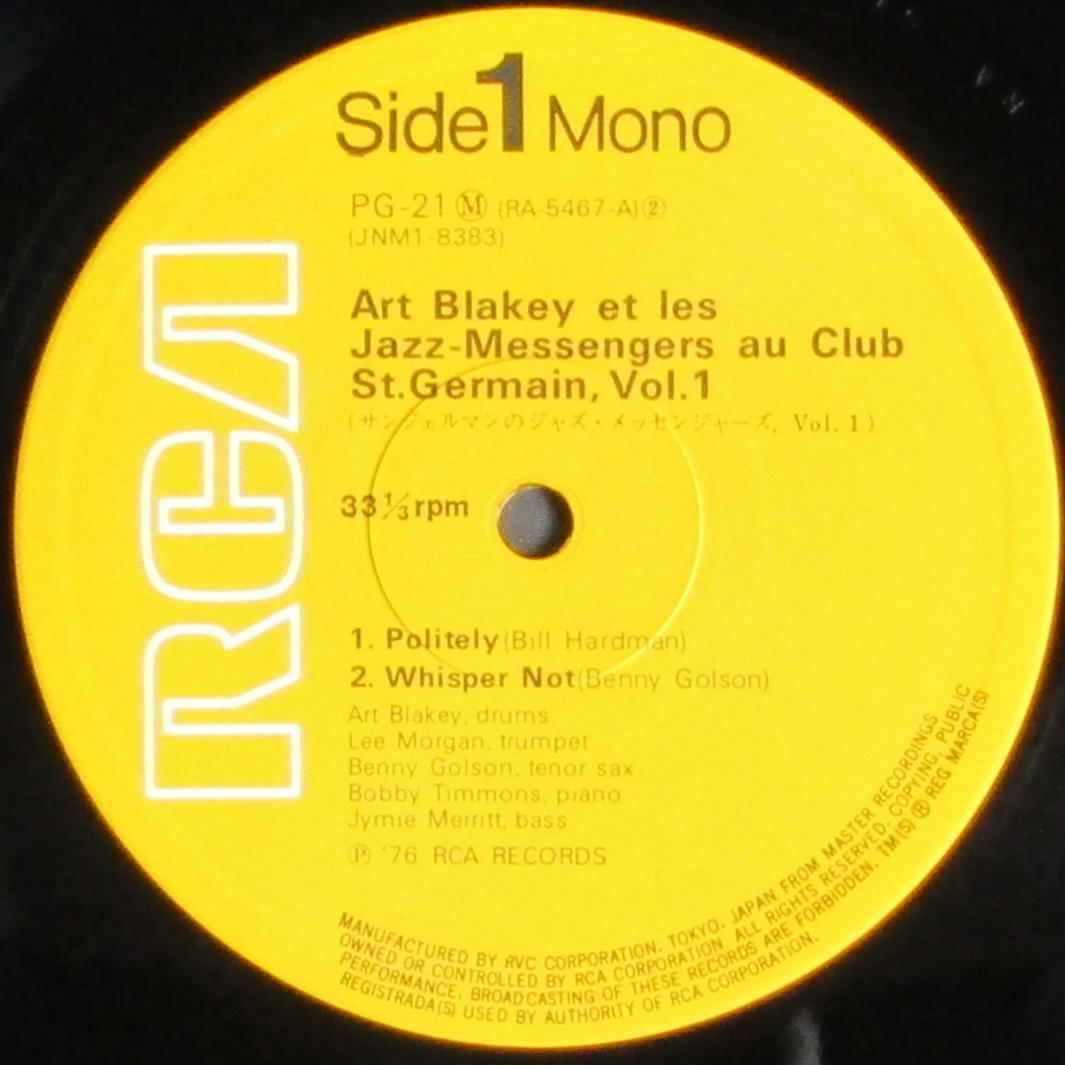 Side 1 Mono
PG-21 Ⓜ (RA-5467-A)②
(JNM1-8383)
Art Blakey et les
Jazz-Messengers au Club
St.Germain, Vol.1
(サンジェルマンのジャズ・メッセンジャーズ, Vol. 1)
33⅓rpm
RCA
1. Politely(Bill Hardman)
2. Whisper Not(Benny Golson)
Art Blakey, drums
Lee Morgan, trumpet
Benny Golson, tenor sax
Bobby Timmons, piano
Jymie Merritt, bass
Ⓟ '76 RCA RECORDS
MANUFACTURED BY RVC CORPORATION, TOKYO, JAPAN FROM MASTER RECORDINGS
OWNED OR CONTROLLED BY RCA CORPORATION. ALL RIGHTS RESERVED, COPYING, PUBLIC
PERFORMANCE, BROADCASTING OF THESE RECORDS ARE FORBIDDEN. TM(S) ® REG MARCA(S)
REGISTRADA(S) USED BY AUTHORITY OF RCA CORPORATION.